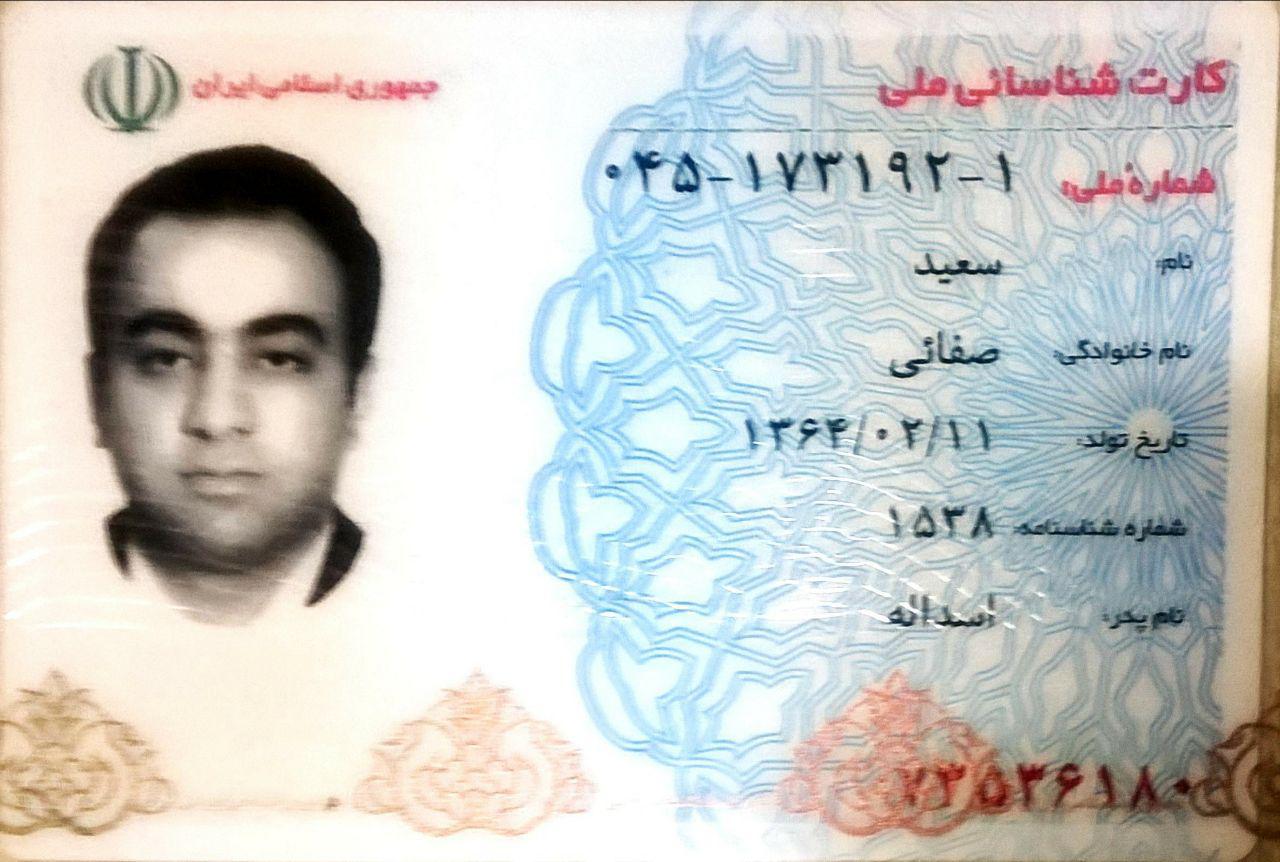 جمهوری اسلامی ایران
کارت شناسائی ملی
شمارهٔ ملی: ۰۴۵-۱۷۳۱۹۲-۱
نام: سعید
نام خانوادگی: صفائی
تاریخ تولد: ۱۳۶۴/۰۲/۱۱
شماره شناسنامه: ۱۵۳۸
نام پدر: اسداله
۲۳۵۳۶۱۸۰